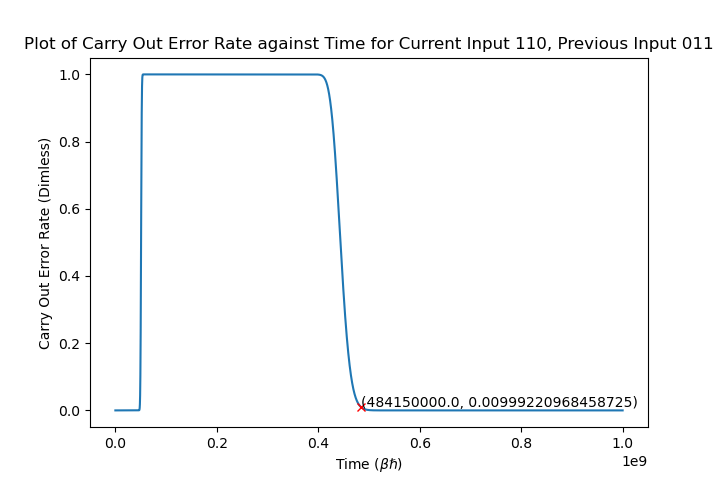 Plot of Carry Out Error Rate against Time for Current Input 110, Previous Input 011
1.0
0.8
0.6
0.4
0.2
0.0
Carry Out Error Rate (Dimless)
(484150000.0, 0.00999220968458725)
0.0 0.2 0.4 0.6 0.8 1.0
1e9
Time (βℏ)